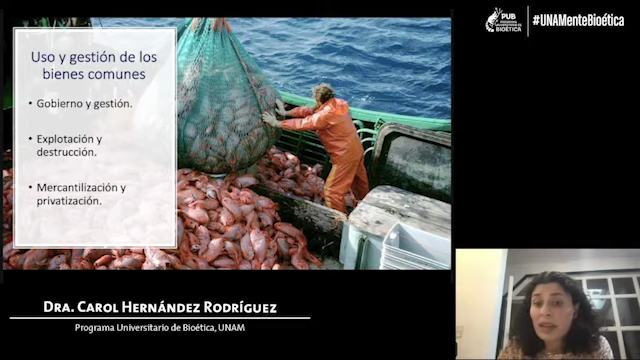 PUB
BIOÉTICA
#UNAMenteBioética
Uso y gestión de los
bienes comunes
• Gobierno y gestión.
• Explotación y
destrucción.
• Mercantilización y
privatización.
Dra. Carol Hernández Rodríguez
Programa Universitario de Bioética, UNAM